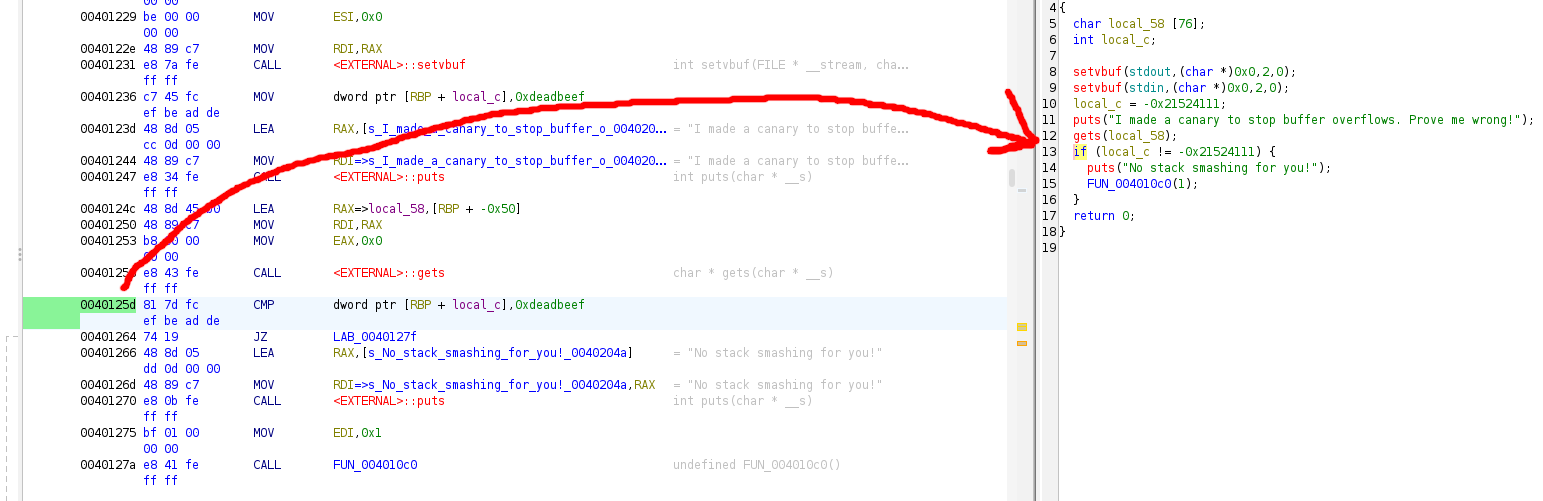 00 00
00401229 be 00 00 MOV ESI,0x0
00 00
0040122e 48 89 c7 MOV RDI,RAX
00401231 e8 7a fe CALL <EXTERNAL>::setvbuf int setvbuf(FILE * __stream, cha...
ff ff
00401236 c7 45 fc MOV dword ptr [RBP + local_c],0xdeadbeef
ef be ad de
0040123d 48 8d 05 LEA RAX,[s_I_made_a_canary_to_stop_buffer_o_004020... = "I made a canary to stop buffe...
cc 0d 00 00
00401244 48 89 c7 MOV RDI=>s_I_made_a_canary_to_stop_buffer_o_004020... = "I made a canary to stop buffe...
00401247 e8 34 fe CALL <EXTERNAL>::puts int puts(char * __s)
ff ff
0040124c 48 8d 45 LEA RAX=>local_58,[RBP + -0x50]
00401250 48 89 c7 MOV RDI,RAX
00401253 b8 00 00 MOV EAX,0x0
00 00
00401258 e8 43 fe CALL <EXTERNAL>::gets char * gets(char * __s)
ff ff
0040125d 81 7d fc CMP dword ptr [RBP + local_c],0xdeadbeef
ef be ad de
00401264 74 19 JZ LAB_0040127f
00401266 48 8d 05 LEA RAX,[s_No_stack_smashing_for_you!_0040204a] = "No stack smashing for you!"
dd 0d 00 00
0040126d 48 89 c7 MOV RDI=>s_No_stack_smashing_for_you!_0040204a,RAX = "No stack smashing for you!"
00401270 e8 0b fe CALL <EXTERNAL>::puts int puts(char * __s)
ff ff
00401275 bf 01 00 MOV EDI,0x1
00 00
0040127a e8 41 fe CALL FUN_004010c0 undefined FUN_004010c0()
ff ff
4 {
5 char local_58 [76];
6 int local_c;
7
8 setvbuf(stdout,(char *)0x0,2,0);
9 setvbuf(stdin,(char *)0x0,2,0);
10 local_c = -0x21524111;
11 puts("I made a canary to stop buffer overflows. Prove me wrong!");
12 gets(local_58);
13 if (local_c != -0x21524111) {
14 puts("No stack smashing for you!");
15 FUN_004010c0(1);
16 }
17 return 0;
18 }
19